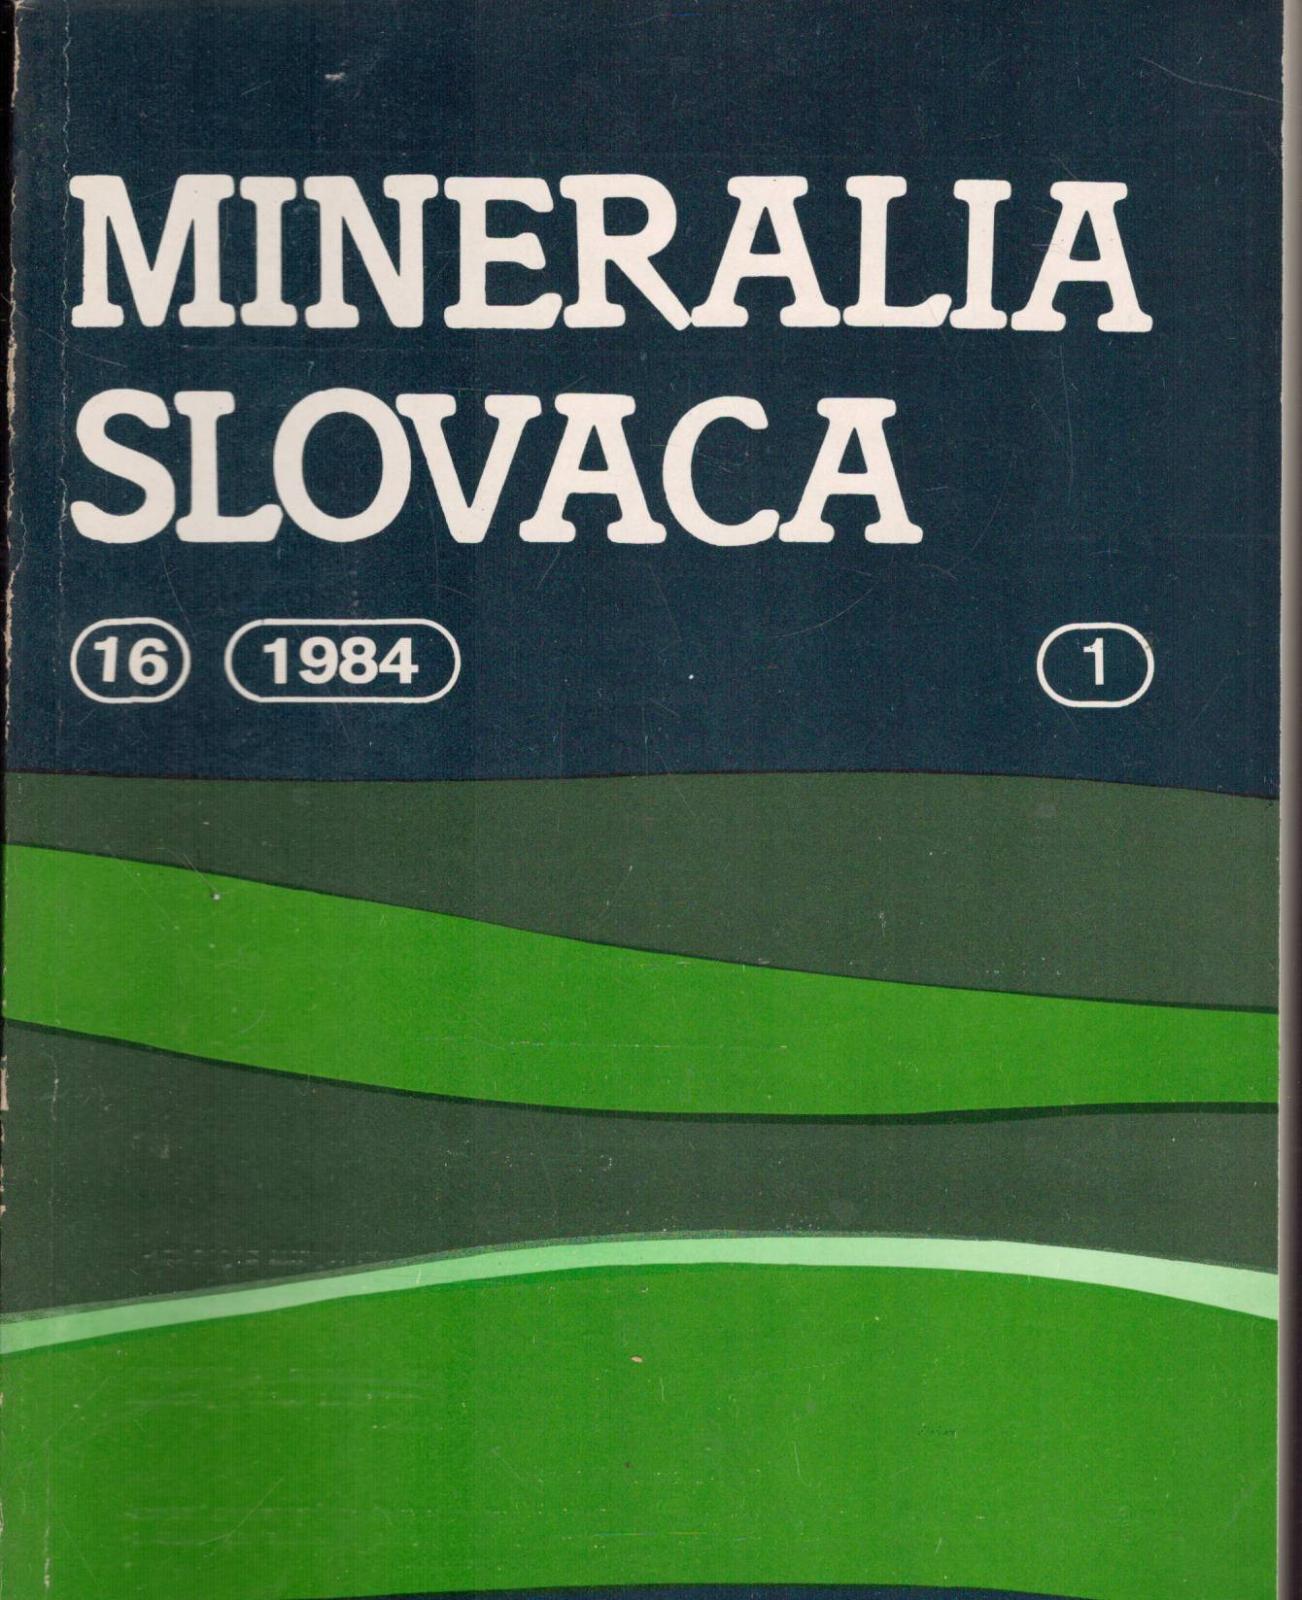 MINERALIA
SLOVACA
16 1984 1